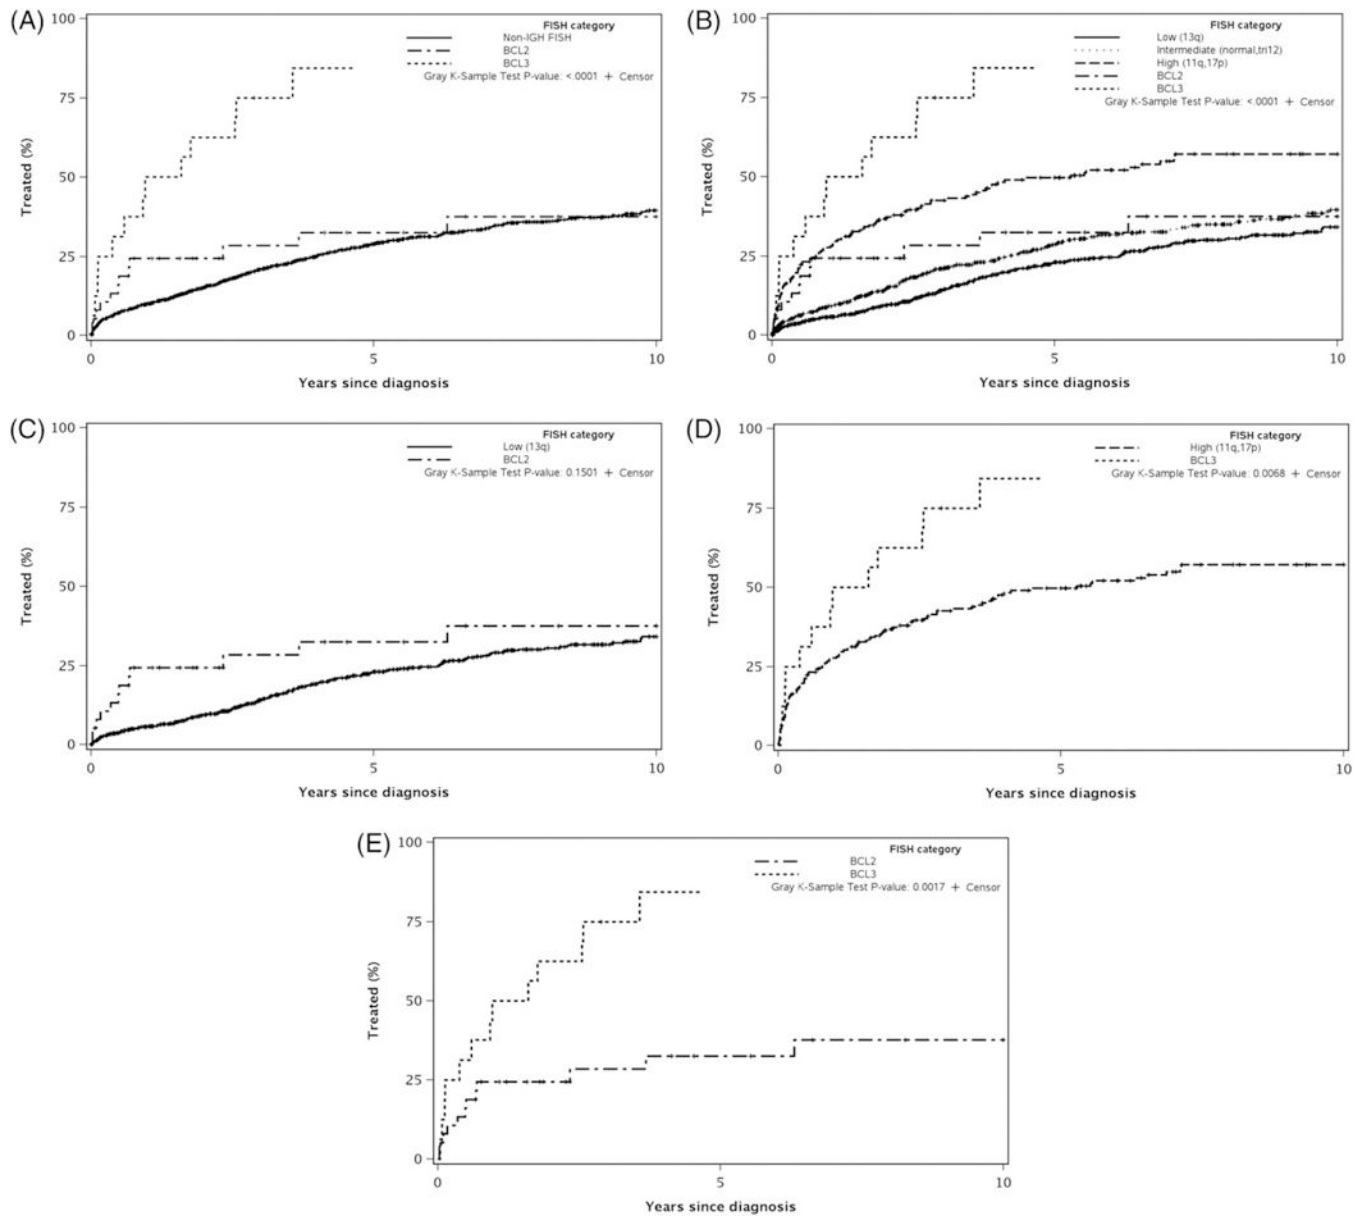 (A)
FISH category
Non-IGH FISH
BCL2
BCL3
Gray K-Sample Test P-value: <.0001 + Censor
100
75
50
25
0
Treated (%)
0 5 10
Years since diagnosis
(B)
FISH category
Low (13q)
Intermediate (normal,tri12)
High (11q,17p)
BCL2
BCL3
Gray K-Sample Test P-value: <.0001 + Censor
100
75
50
25
0
Treated (%)
0 5 10
Years since diagnosis
(C)
FISH category
Low (13q)
BCL2
Gray K-Sample Test P-value: 0.1501 + Censor
100
75
50
25
0
Treated (%)
0 5 10
Years since diagnosis
(D)
FISH category
High (11q,17p)
BCL3
Gray K-Sample Test P-value: 0.0068 + Censor
100
75
50
25
0
Treated (%)
0 5 10
Years since diagnosis
(E)
FISH category
BCL2
BCL3
Gray K-Sample Test P-value: 0.0017 + Censor
100
75
50
25
0
Treated (%)
0 5 10
Years since diagnosis